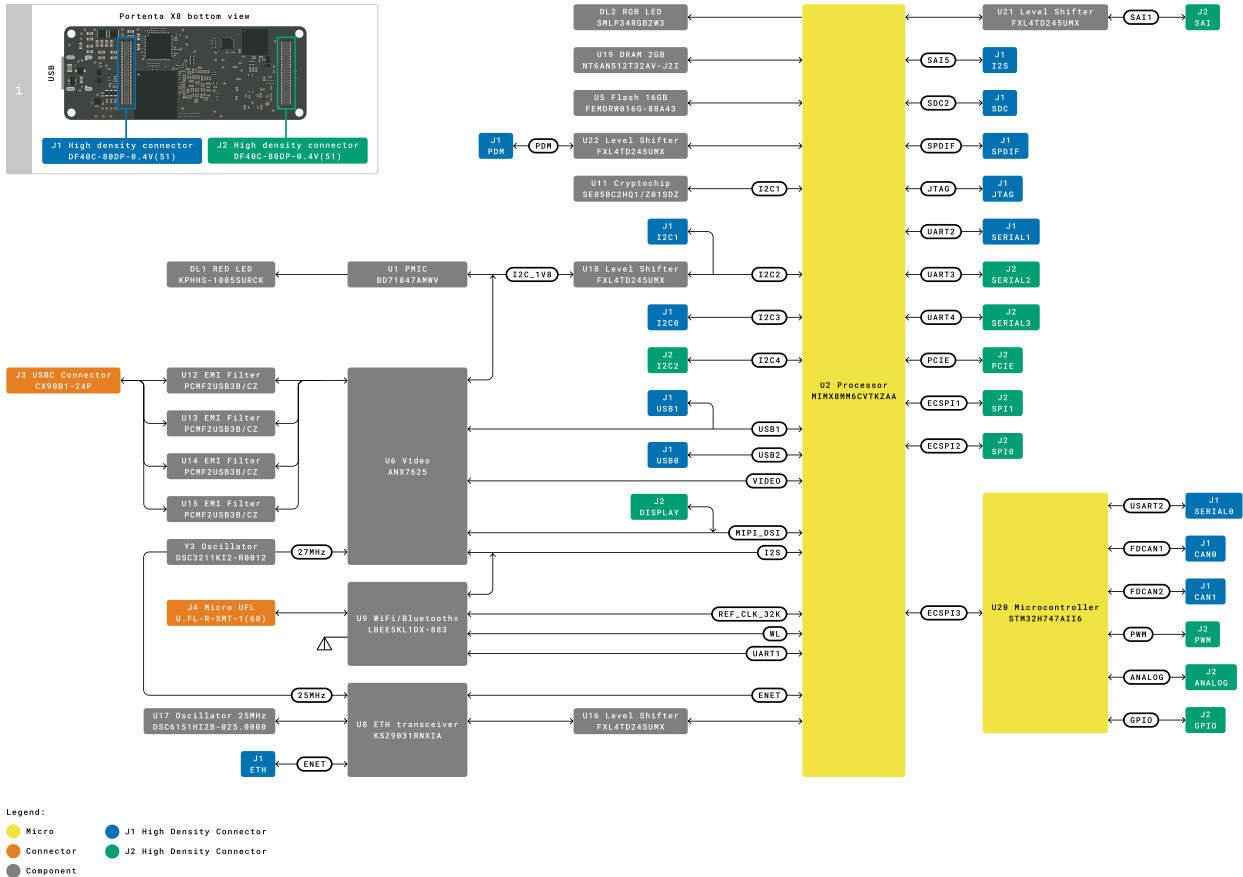 Portenta X8 bottom view
i
USB
J1 High density connector
DF40C-80DP-0.4V(51)
J2 High density connector
DF40C-80DP-0.4V(51)
DL2 RGB LED
SMLP34RGB2W3
U21 Level Shifter
FXL4TD245UMX
SAI1
J2
SAI
U19 DRAM 2GB
NT6AN512T32AV-J2I
SAI5
J1
I2S
U5 Flash 16GB
FEMDRW016G-88A43
SDC2
J1
SDC
J1
PDM
PDM
U22 Level Shifter
FXL4TD245UMX
SPDIF
J1
SPDIF
U11 Cryptochip
SE050C2HQ1/Z01SDZ
I2C1
JTAG
J1
JTAG
J1
I2C1
UART2
J1
SERIAL1
DL1 RED LED
KPHHS-1005SURCK
U1 PMIC
BD71847AMWV
I2C_1V8
U10 Level Shifter
FXL4TD245UMX
I2C2
UART3
J2
SERIAL2
J1
I2C0
I2C3
UART4
J2
SERIAL3
J2
I2C2
I2C4
PCIE
J2
PCIE
U2 Processor
MIMX8MM6CVTKZAA
J3 USBC Connector
CX90B1-24P
U12 EMI Filter
PCMF2USB3B/CZ
U13 EMI Filter
PCMF2USB3B/CZ
U14 EMI Filter
PCMF2USB3B/CZ
U15 EMI Filter
PCMF2USB3B/CZ
U6 Video
ANX7625
J1
USB1
USB1
ECSPI1
J2
SPI1
J1
USB0
USB2
ECSPI2
J2
SPI0
VIDEO
J2
DISPLAY
MIPI_DSI
I2S
Y3 Oscillator
DSC3211KI2-R0012
27MHz
J4 Micro UFL
U.FL-R-SMT-1(60)
U9 WiFi/Bluetooth®
LBEE5KL1DX-883
REF_CLK_32K
WL
UART1
ECSPI3
U20 Microcontroller
STM32H747AII6
USART2
J1
SERIAL0
FDCAN1
J1
CAN0
FDCAN2
J1
CAN1
PWM
J2
PWM
ANALOG
J2
ANALOG
GPIO
J2
GPIO
25MHz
ENET
U17 Oscillator 25MHz
DSC6151HI2B-025.0000
U8 ETH transceiver
KSZ9031RNXIA
U16 Level Shifter
FXL4TD245UMX
J1
ETH
ENET
Legend:
Micro
Connector
Component
J1 High Density Connector
J2 High Density Connector